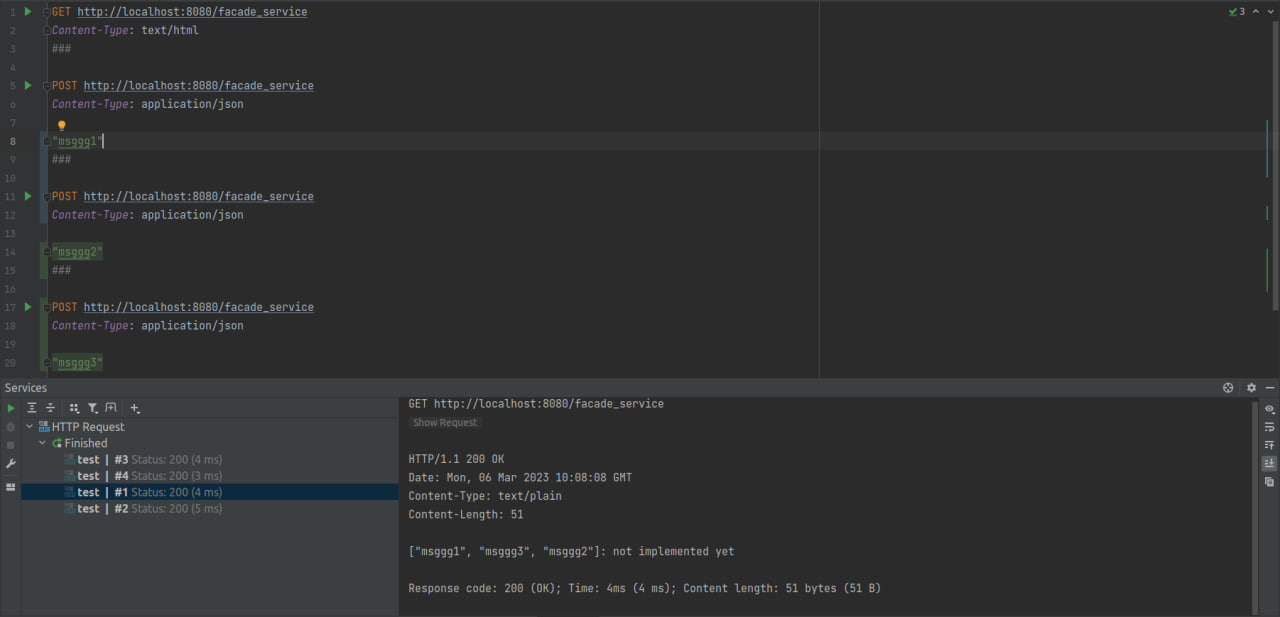 1 GET http://localhost:8080/facade_service
2 Content-Type: text/html
3 ###
4
5 POST http://localhost:8080/facade_service
6 Content-Type: application/json
7
8 "msggg1"
9 ###
10
11 POST http://localhost:8080/facade_service
12 Content-Type: application/json
13
14 "msggg2"
15 ###
16
17 POST http://localhost:8080/facade_service
18 Content-Type: application/json
19
20 "msggg3"
3
Services
HTTP Request
Finished
test | #3 Status: 200 (4 ms)
test | #4 Status: 200 (3 ms)
test | #1 Status: 200 (4 ms)
test | #2 Status: 200 (5 ms)
GET http://localhost:8080/facade_service
Show Request
HTTP/1.1 200 OK
Date: Mon, 06 Mar 2023 10:08:08 GMT
Content-Type: text/plain
Content-Length: 51
["msggg1", "msggg3", "msggg2"]: not implemented yet
Response code: 200 (OK); Time: 4ms (4 ms); Content length: 51 bytes (51 B)